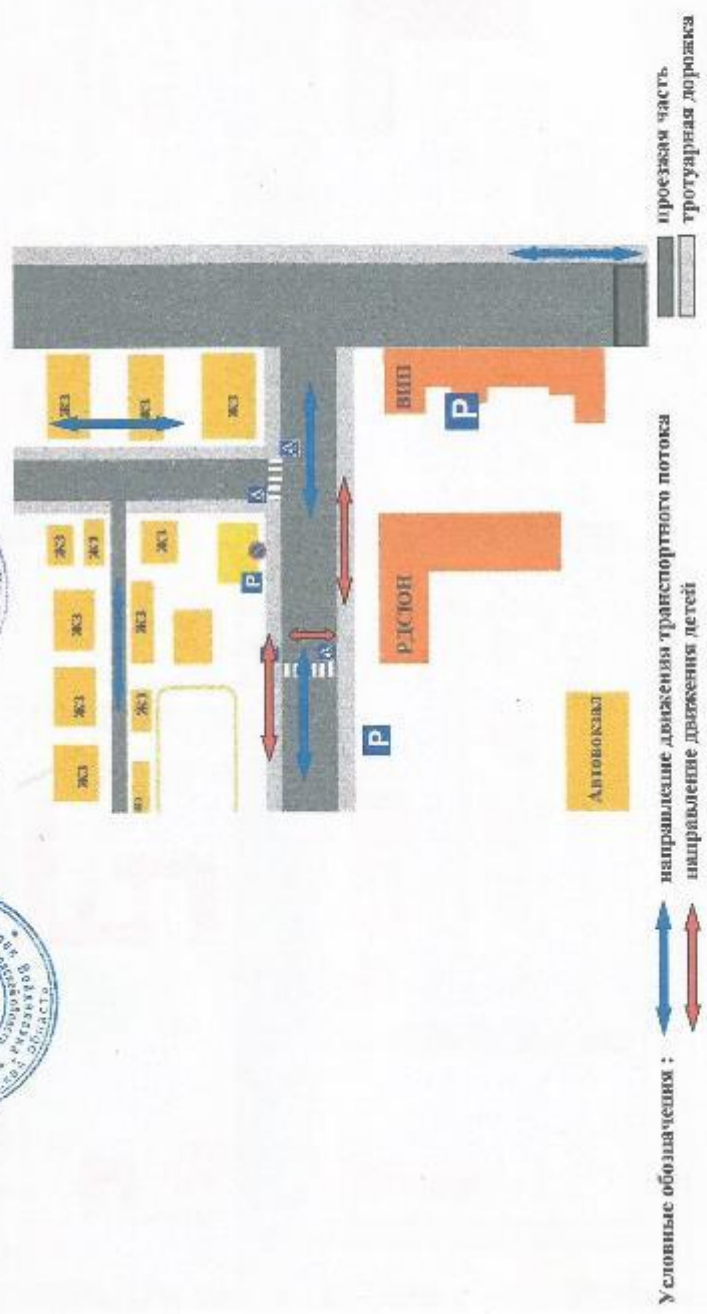 ЖЗ
ЖЗ
ЖЗ
ЖЗ
ЖЗ
ЖЗ
ЖЗ
ЖЗ
ЖЗ
ЖЗ
ЖЗ
ЖЗ
P
P
P
РДСЮН
ВИП
Автовокзал
Условные обозначения :
направление движения транспортного потока
направление движения детей
проезжая часть
тротуарная дорожка